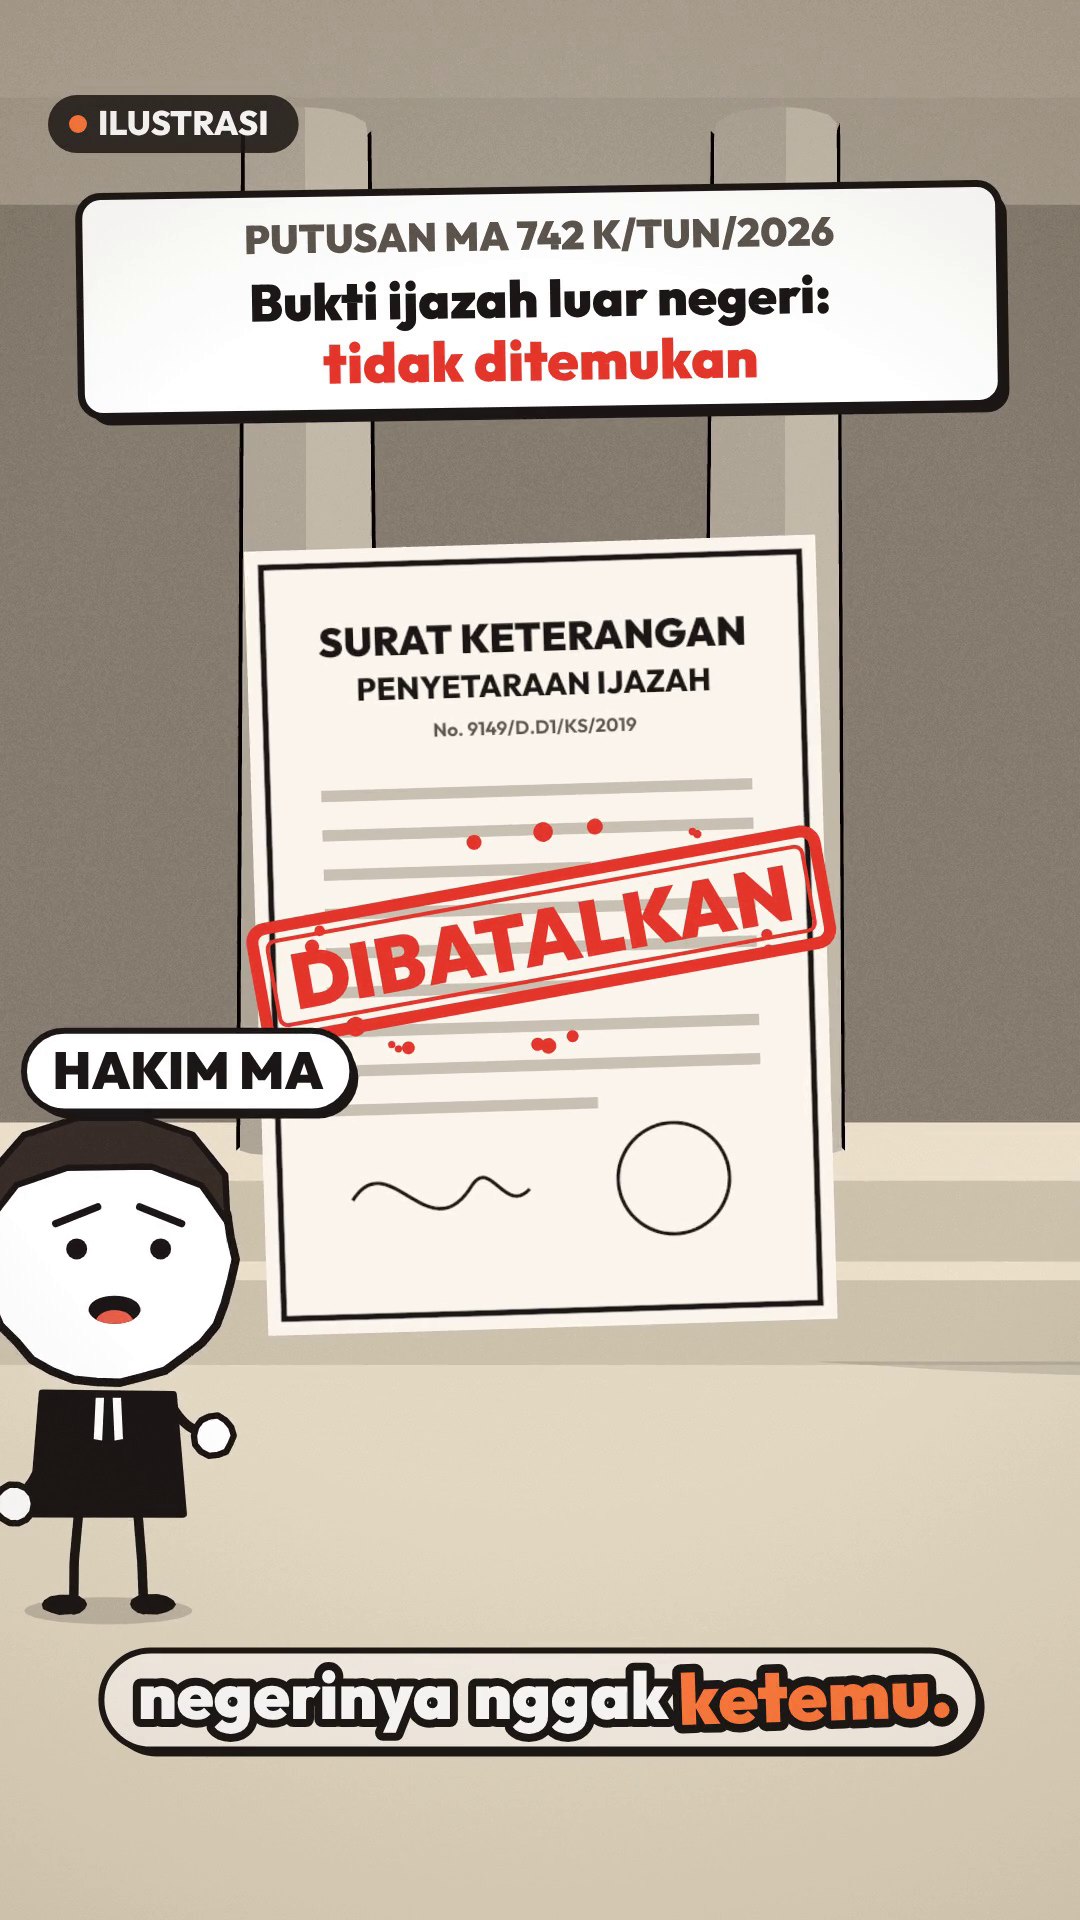 ILUSTRASI
PUTUSAN MA 742 K/TUN/2026
Bukti ijazah luar negeri:
tidak ditemukan
SURAT KETERANGAN
PENYETARAAN IJAZAH
No. 9149/D.D1/KS/2019
DIBATALKAN
HAKIM MA
negerinya nggak ketemu.